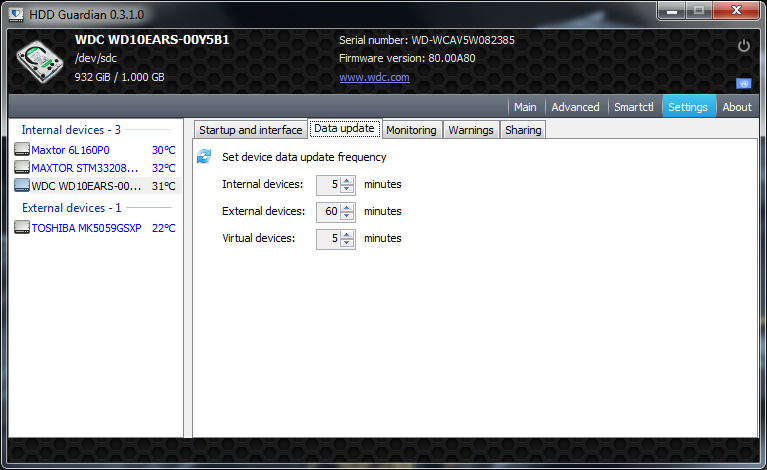 HDD Guardian 0.3.1.0
WDC WD10EARS-00Y5B1
/dev/sdc
932 GiB / 1.000 GB
Serial number: WD-WCAV5W082385
Firmware version: 80.00A80
www.wdc.com
Main Advanced Smartctl Settings About
Internal devices - 3
Maxtor 6L160P0 30°C
MAXTOR STM33208... 32°C
WDC WD10EARS-00... 31°C
External devices - 1
TOSHIBA MK5059GSXP 22°C
Startup and interface Data update Monitoring Warnings Sharing
Set device data update frequency
Internal devices: 5 minutes
External devices: 60 minutes
Virtual devices: 5 minutes